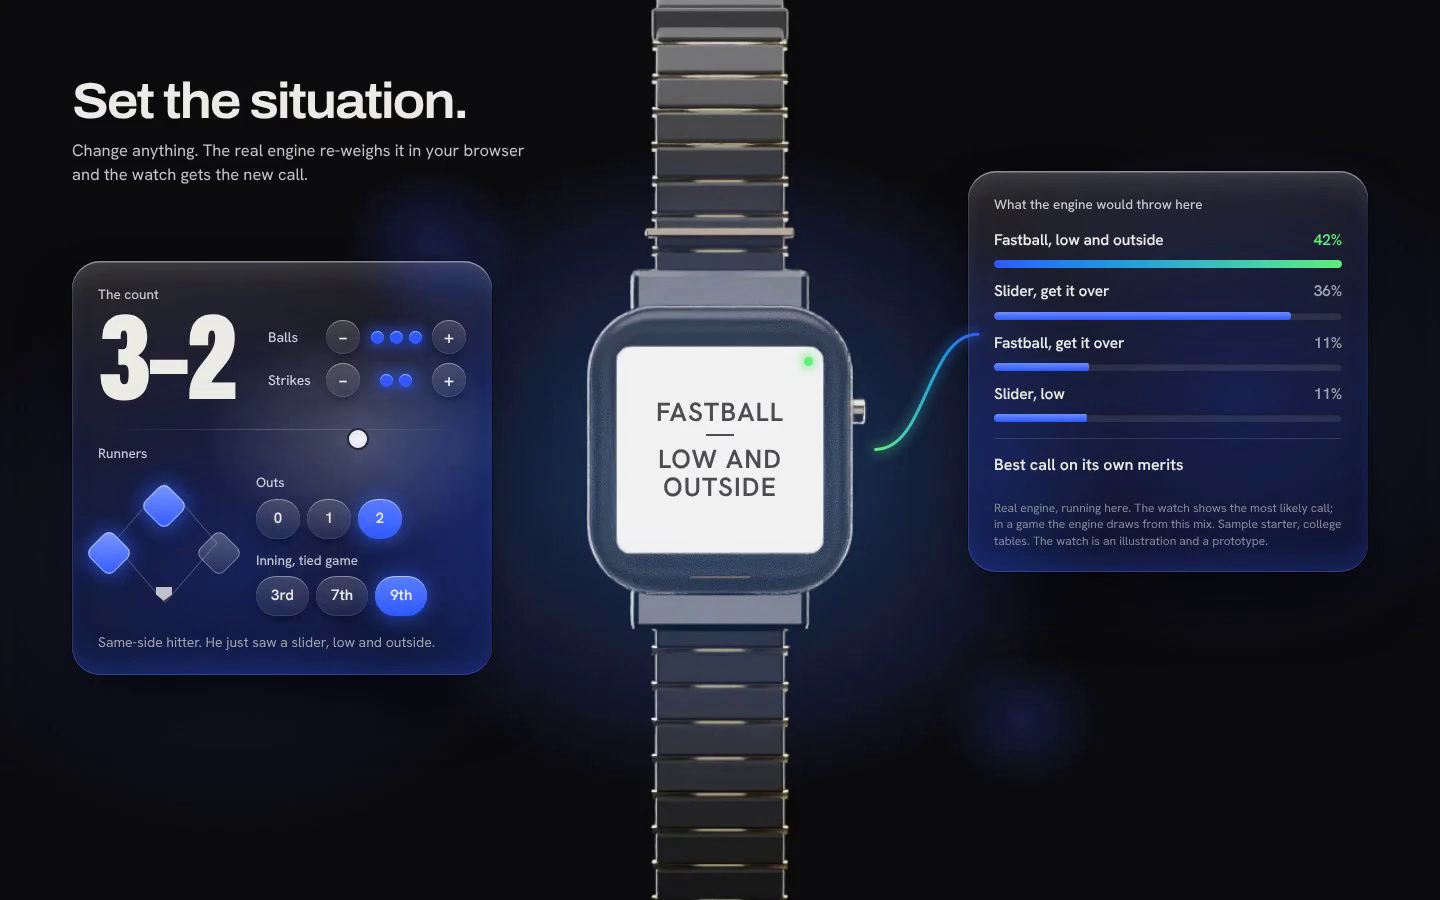 Set the situation.
Change anything. The real engine re-weighs it in your browser
and the watch gets the new call.
The count
3–2
Balls − +
Strikes − +
Runners
Outs
0 1 2
Inning, tied game
3rd 7th 9th
Same-side hitter. He just saw a slider, low and outside.
FASTBALL
—
LOW AND
OUTSIDE
What the engine would throw here
Fastball, low and outside 42%
Slider, get it over 36%
Fastball, get it over 11%
Slider, low 11%
Best call on its own merits
Real engine, running here. The watch shows the most likely call;
in a game the engine draws from this mix. Sample starter, college
tables. The watch is an illustration and a prototype.